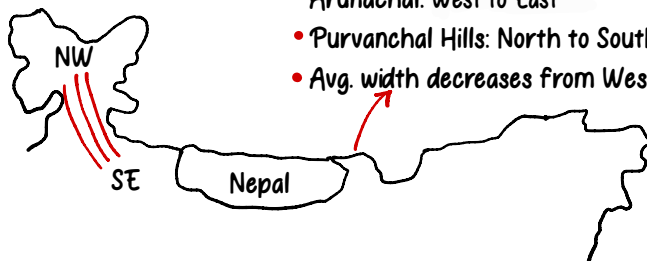 Arunachal: West to East
• Purvanchal Hills: North to South
• Avg. width decreases from Wes
NW
SE
Nepal